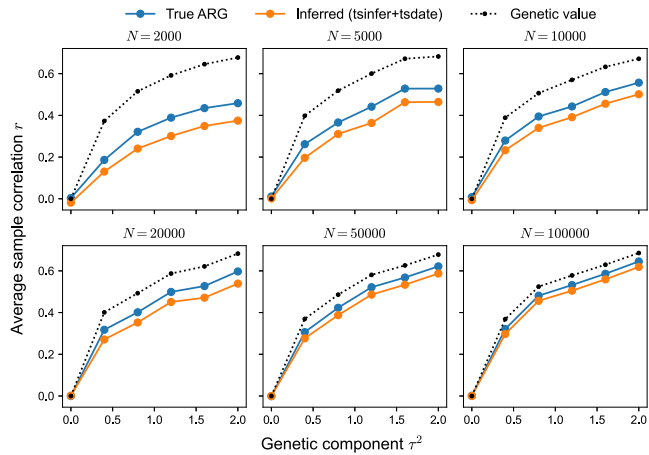 True ARG Inferred (tsinfer+tsdate) Genetic value
N = 2000 N = 5000 N = 10000
0.6
0.4
0.2
0.0
N = 20000 N = 50000 N = 100000
0.6
0.4
0.2
0.0
0.0 0.5 1.0 1.5 2.0 0.0 0.5 1.0 1.5 2.0 0.0 0.5 1.0 1.5 2.0
Average sample correlation r
Genetic component τ²